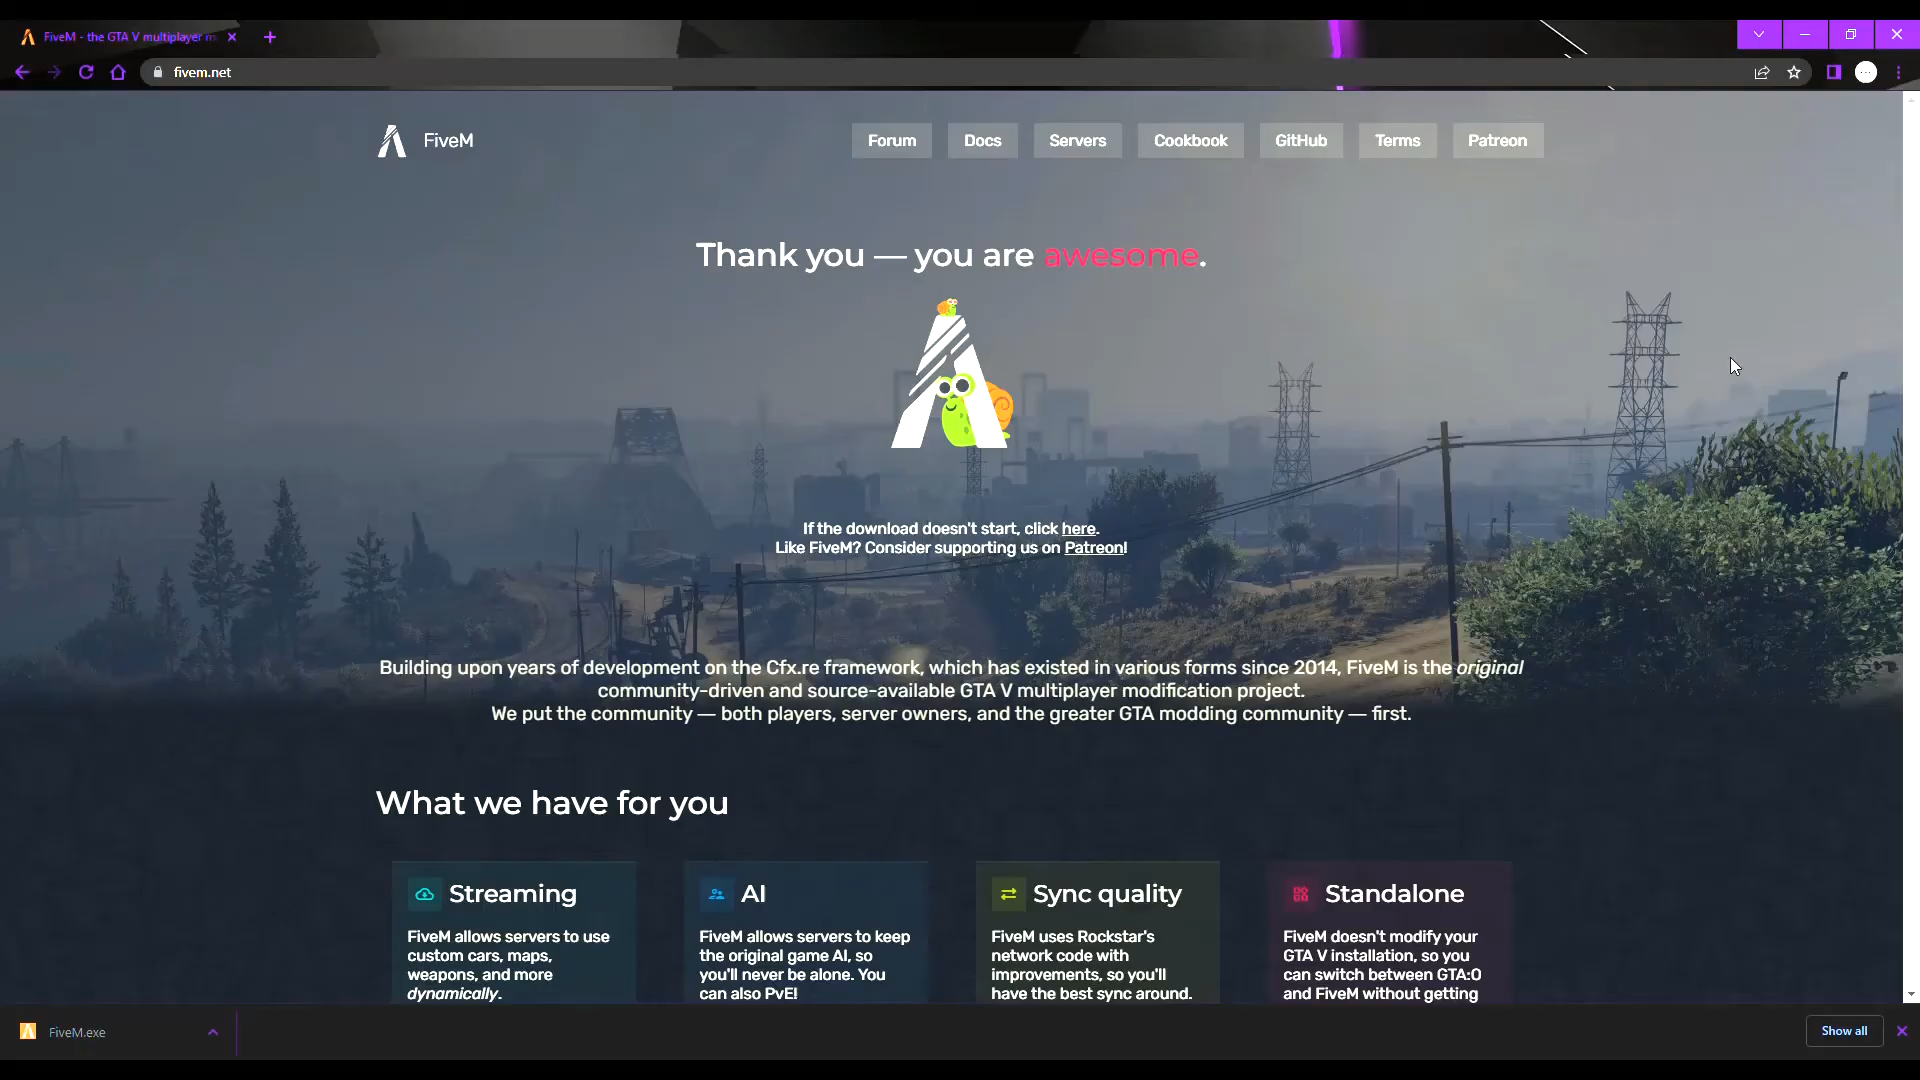 FiveM - the GTA V multiplayer m
fivem.net
FiveM
Forum
Docs
Servers
Cookbook
GitHub
Terms
Patreon
Thank you — you are awesome.
If the download doesn't start, click here.
Like FiveM? Consider supporting us on Patreon!
Building upon years of development on the Cfx.re framework, which has existed in various forms since 2014, FiveM is the original
community-driven and source-available GTA V multiplayer modification project.
We put the community — both players, server owners, and the greater GTA modding community — first.
What we have for you
Streaming
FiveM allows servers to use
custom cars, maps,
weapons, and more
dynamically.
AI
FiveM allows servers to keep
the original game AI, so
you'll never be alone. You
can also PvE!
Sync quality
FiveM uses Rockstar's
network code with
improvements, so you'll
have the best sync around.
Standalone
FiveM doesn't modify your
GTA V installation, so you
can switch between GTA:O
and FiveM without getting
FiveM.exe
Show all